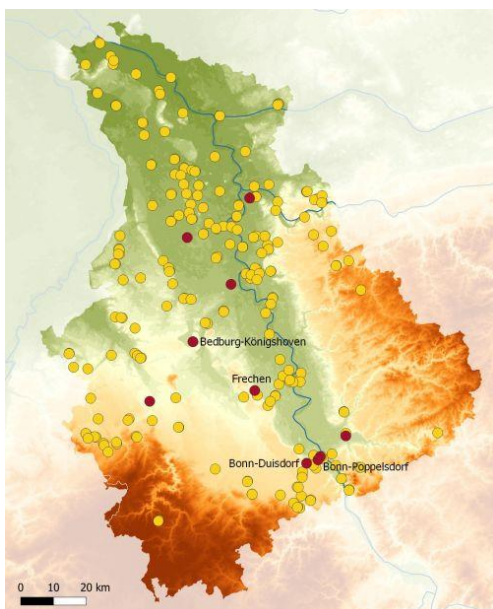 Bedburg-Königshoven
Frechen
Bonn-Duisdorf
Bonn-Poppelsdorf
0 10 20 km